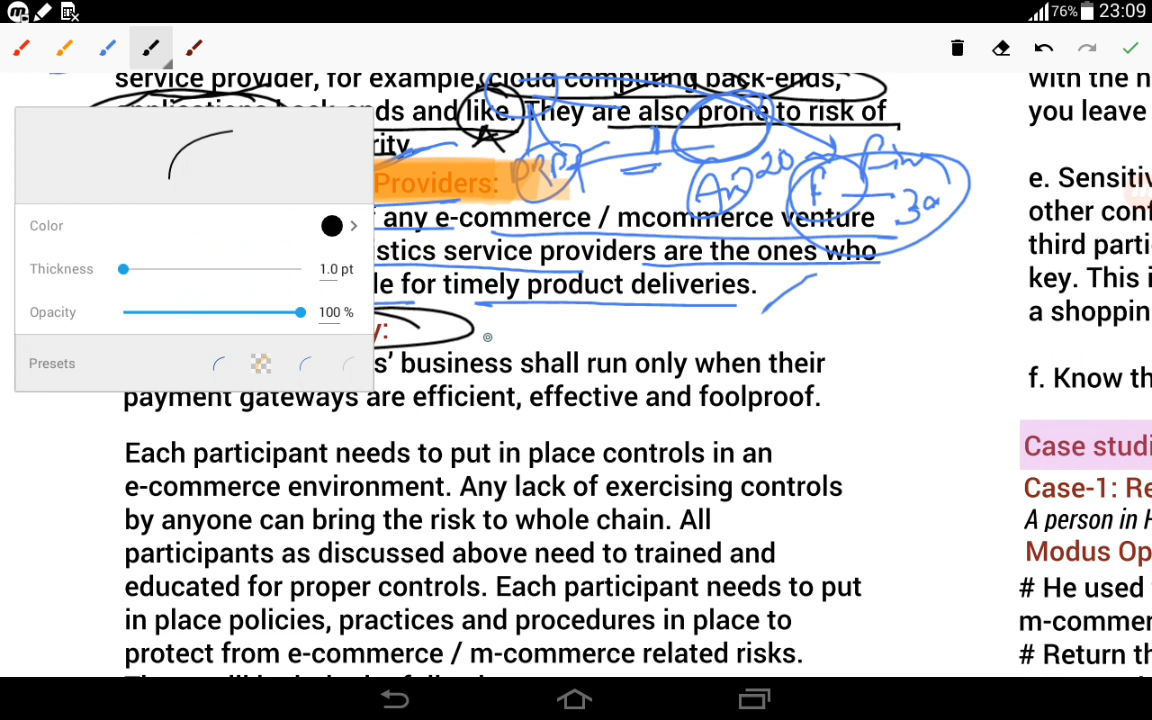 76% 23:09
service provider, for example, cloud computing back-ends,
ds and like. They are also prone to risk of
rity
Providers:
any e-commerce / mcommerce venture
stics service providers are the ones who
le for timely product deliveries.
y:
s' business shall run only when their
payment gateways are efficient, effective and foolproof.
Each participant needs to put in place controls in an
e-commerce environment. Any lack of exercising controls
by anyone can bring the risk to whole chain. All
participants as discussed above need to trained and
educated for proper controls. Each participant needs to put
in place policies, practices and procedures in place to
protect from e-commerce / m-commerce related risks.
Color
Thickness 1.0 pt
Opacity 100 %
Presets
20
F
with the n
you leave
e. Sensitiv
other conf
third parti
key. This i
a shoppin
f. Know th
Case studi
Case-1: Re
A person in H
Modus Op
# He used
m-commer
# Return th